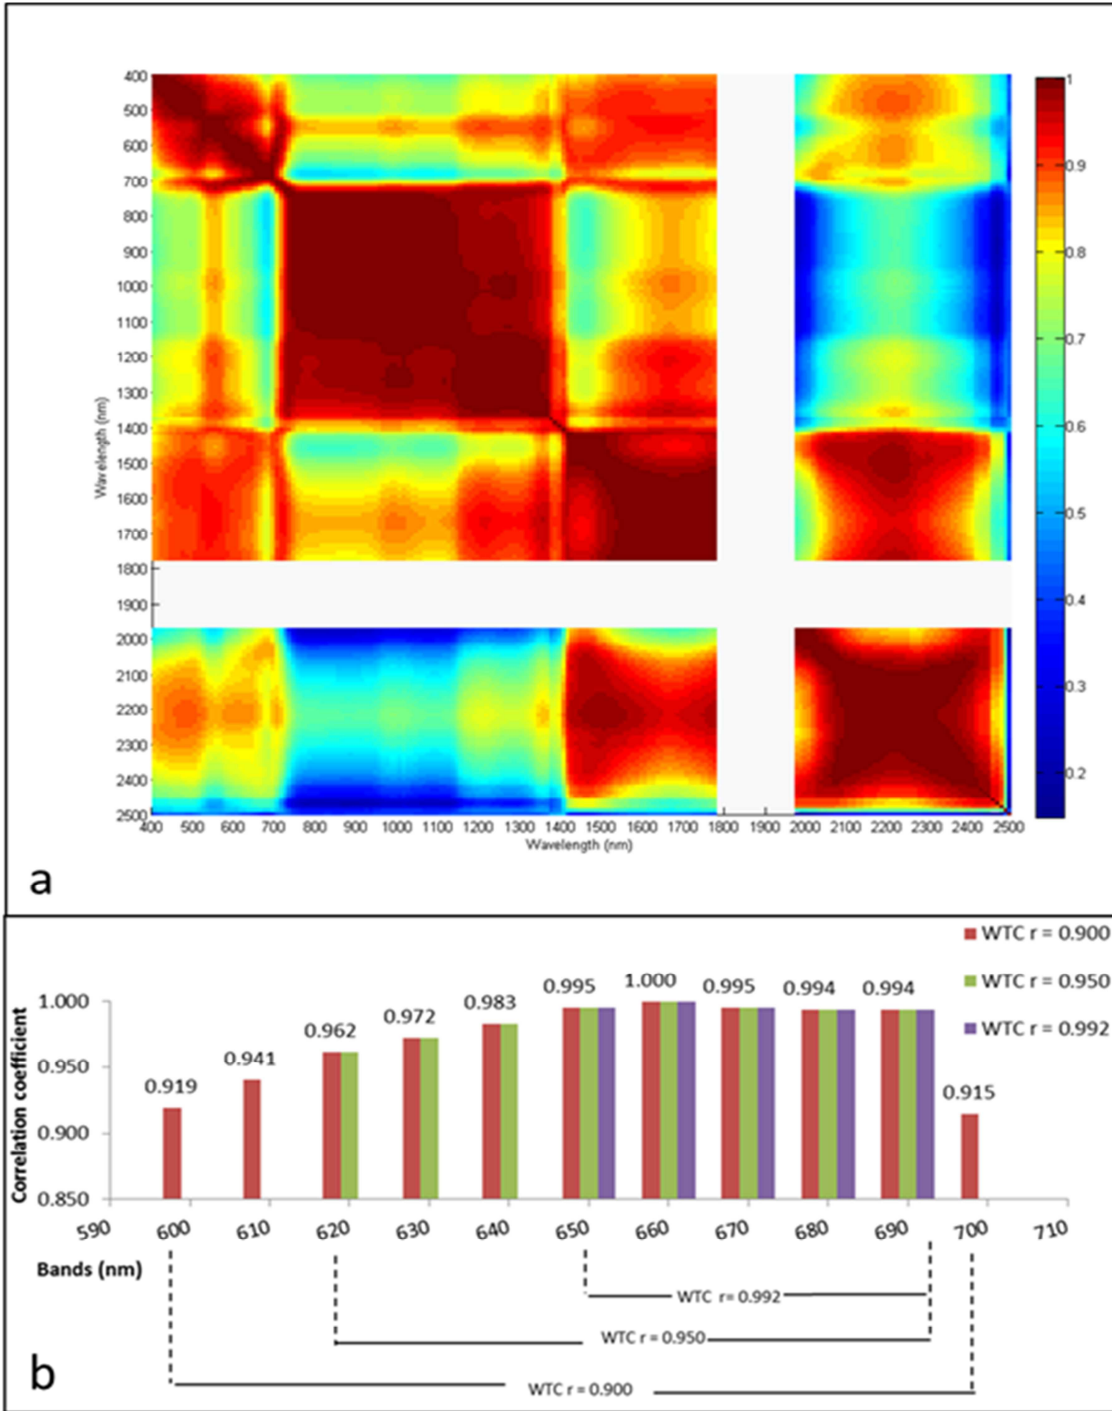 400
500
600
700
800
900
1000
1100
1200
1300
1400
1500
1600
1700
1800
1900
2000
2100
2200
2300
2400
2500
Wavelength (nm)
400 500 600 700 800 900 1000 1100 1200 1300 1400 1500 1600 1700 1800 1900 2000 2100 2200 2300 2400 2500
Wavelength (nm)
1
0.9
0.8
0.7
0.6
0.5
0.4
0.3
0.2
a
WTC r = 0.900
WTC r = 0.950
WTC r = 0.992
Correlation coefficient
1.000
0.950
0.900
0.850
0.919 0.941 0.962 0.972 0.983 0.995 1.000 0.995 0.994 0.994 0.915
590 600 610 620 630 640 650 660 670 680 690 700 710
Bands (nm)
WTC r= 0.992
WTC r = 0.950
WTC r = 0.900
b